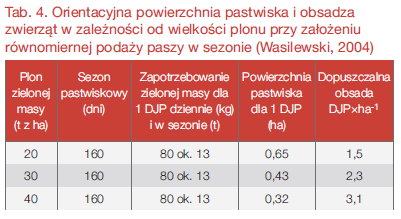 Tab. 4. Orientacyjna powierzchnia pastwiska i obsadza
zwierząt w zależności od wielkości plonu przy założeniu
równomiernej podaży paszy w sezonie (Wasilewski, 2004)
Plon zielonej masy (t z ha) Sezon pastwiskowy (dni) Zapotrzebowanie zielonej masy dla 1 DJP dziennie (kg) i w sezonie (t) Powierzchnia pastwiska dla 1 DJP (ha) Dopuszczalna obsada DJP×ha-¹
20 160 80 ok. 13 0,65 1,5
30 160 80 ok. 13 0,43 2,3
40 160 80 ok. 13 0,32 3,1